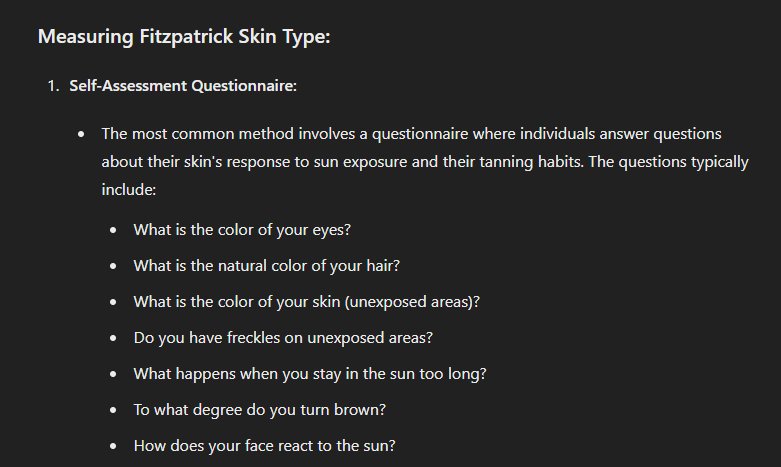 Measuring Fitzpatrick Skin Type:
1. Self-Assessment Questionnaire:
• The most common method involves a questionnaire where individuals answer questions
about their skin's response to sun exposure and their tanning habits. The questions typically
include:
• What is the color of your eyes?
• What is the natural color of your hair?
• What is the color of your skin (unexposed areas)?
• Do you have freckles on unexposed areas?
• What happens when you stay in the sun too long?
• To what degree do you turn brown?
• How does your face react to the sun?